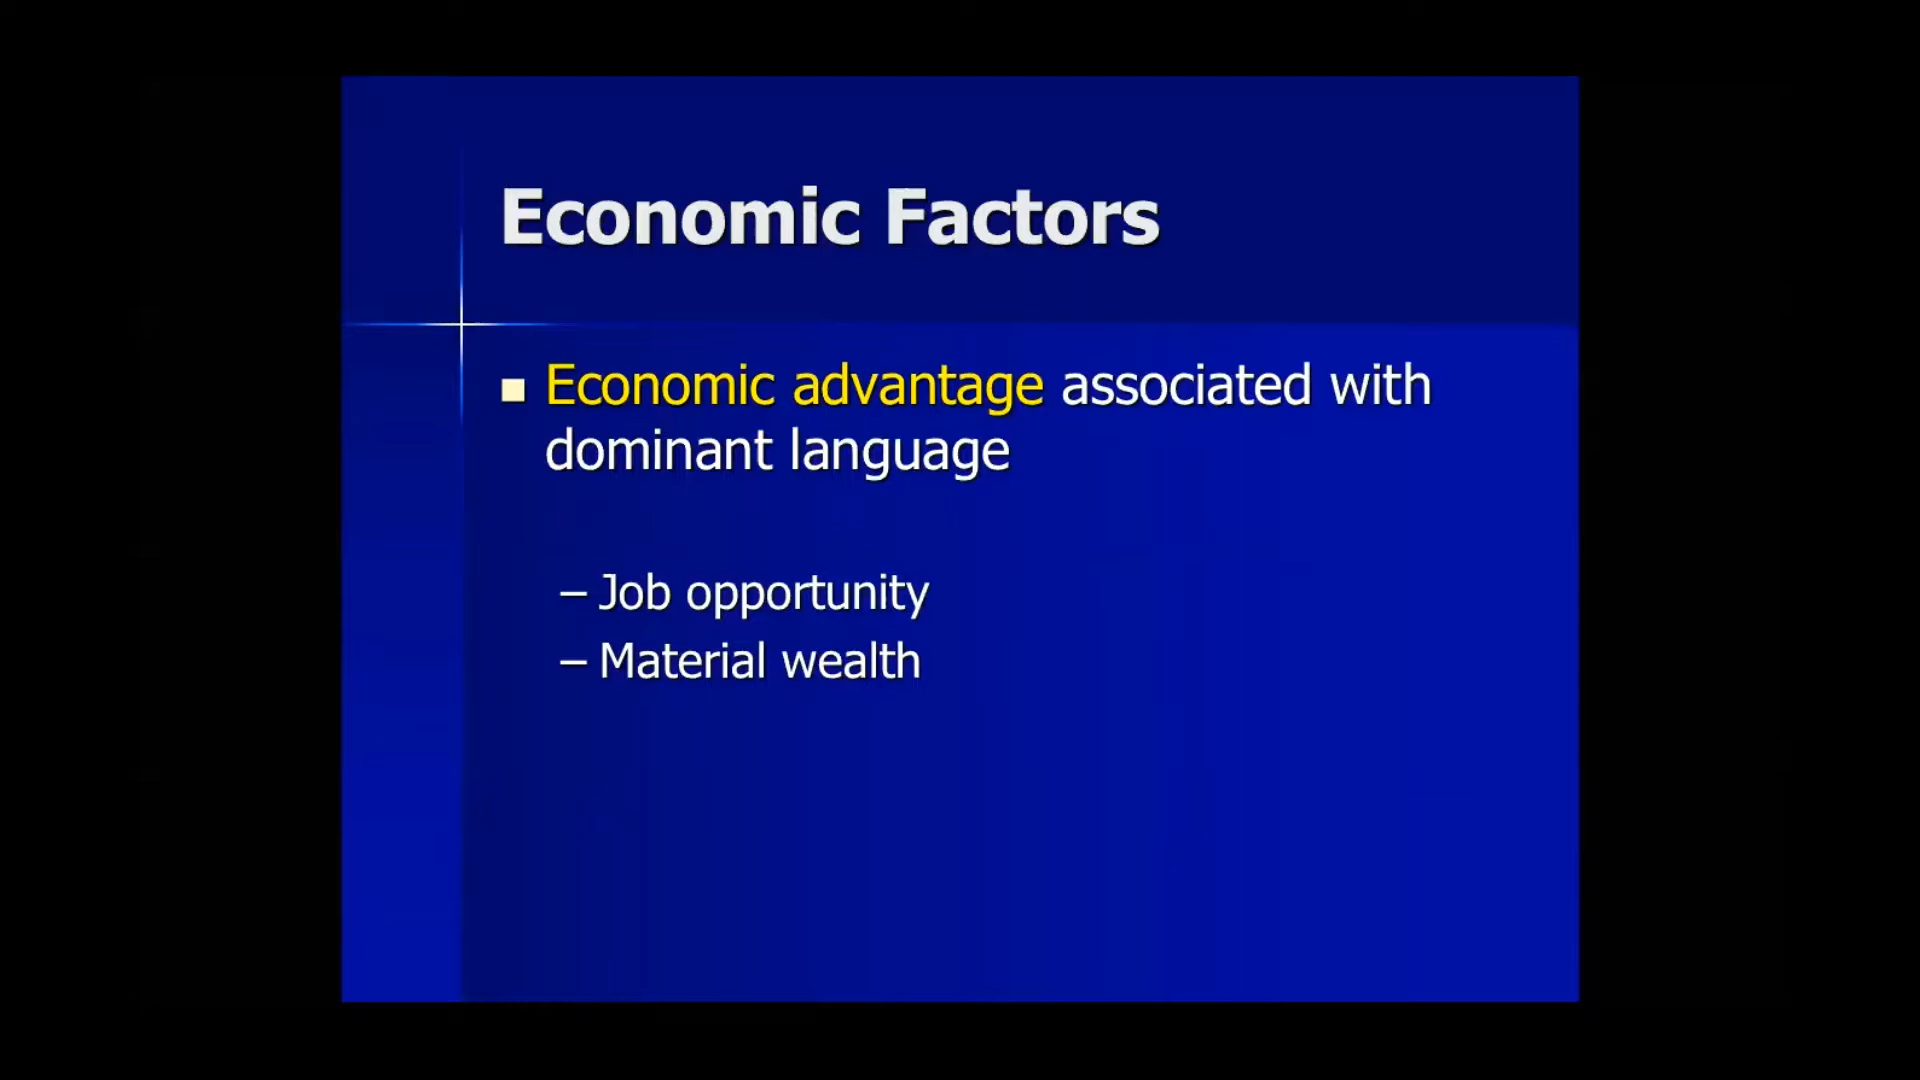 Economic Factors
Economic advantage associated with
dominant language
– Job opportunity
– Material wealth